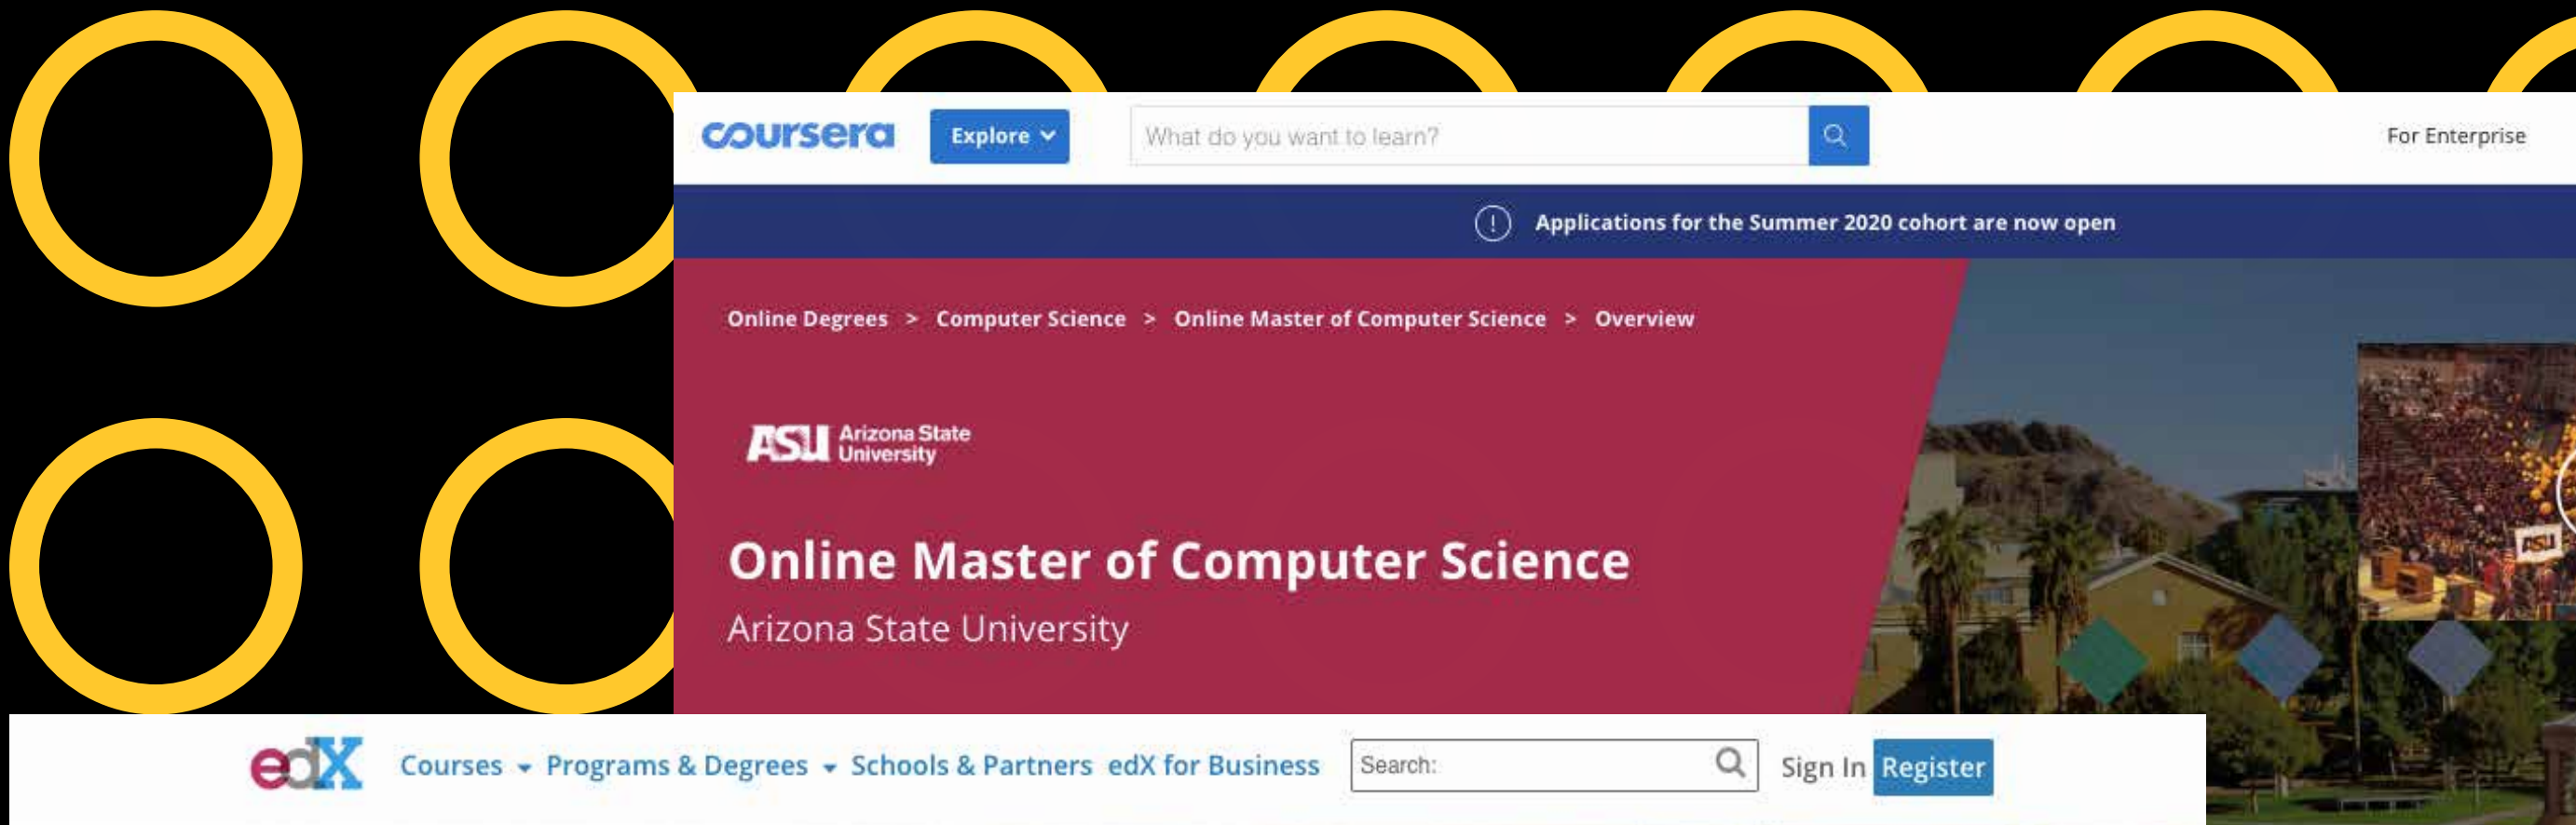 coursera Explore What do you want to learn? For Enterprise
! Applications for the Summer 2020 cohort are now open
Online Degrees > Computer Science > Online Master of Computer Science > Overview
ASU Arizona State
University
ASU
Online Master of Computer Science
Arizona State University
edX Courses Programs & Degrees Schools & Partners edX for Business Search: Sign In Register